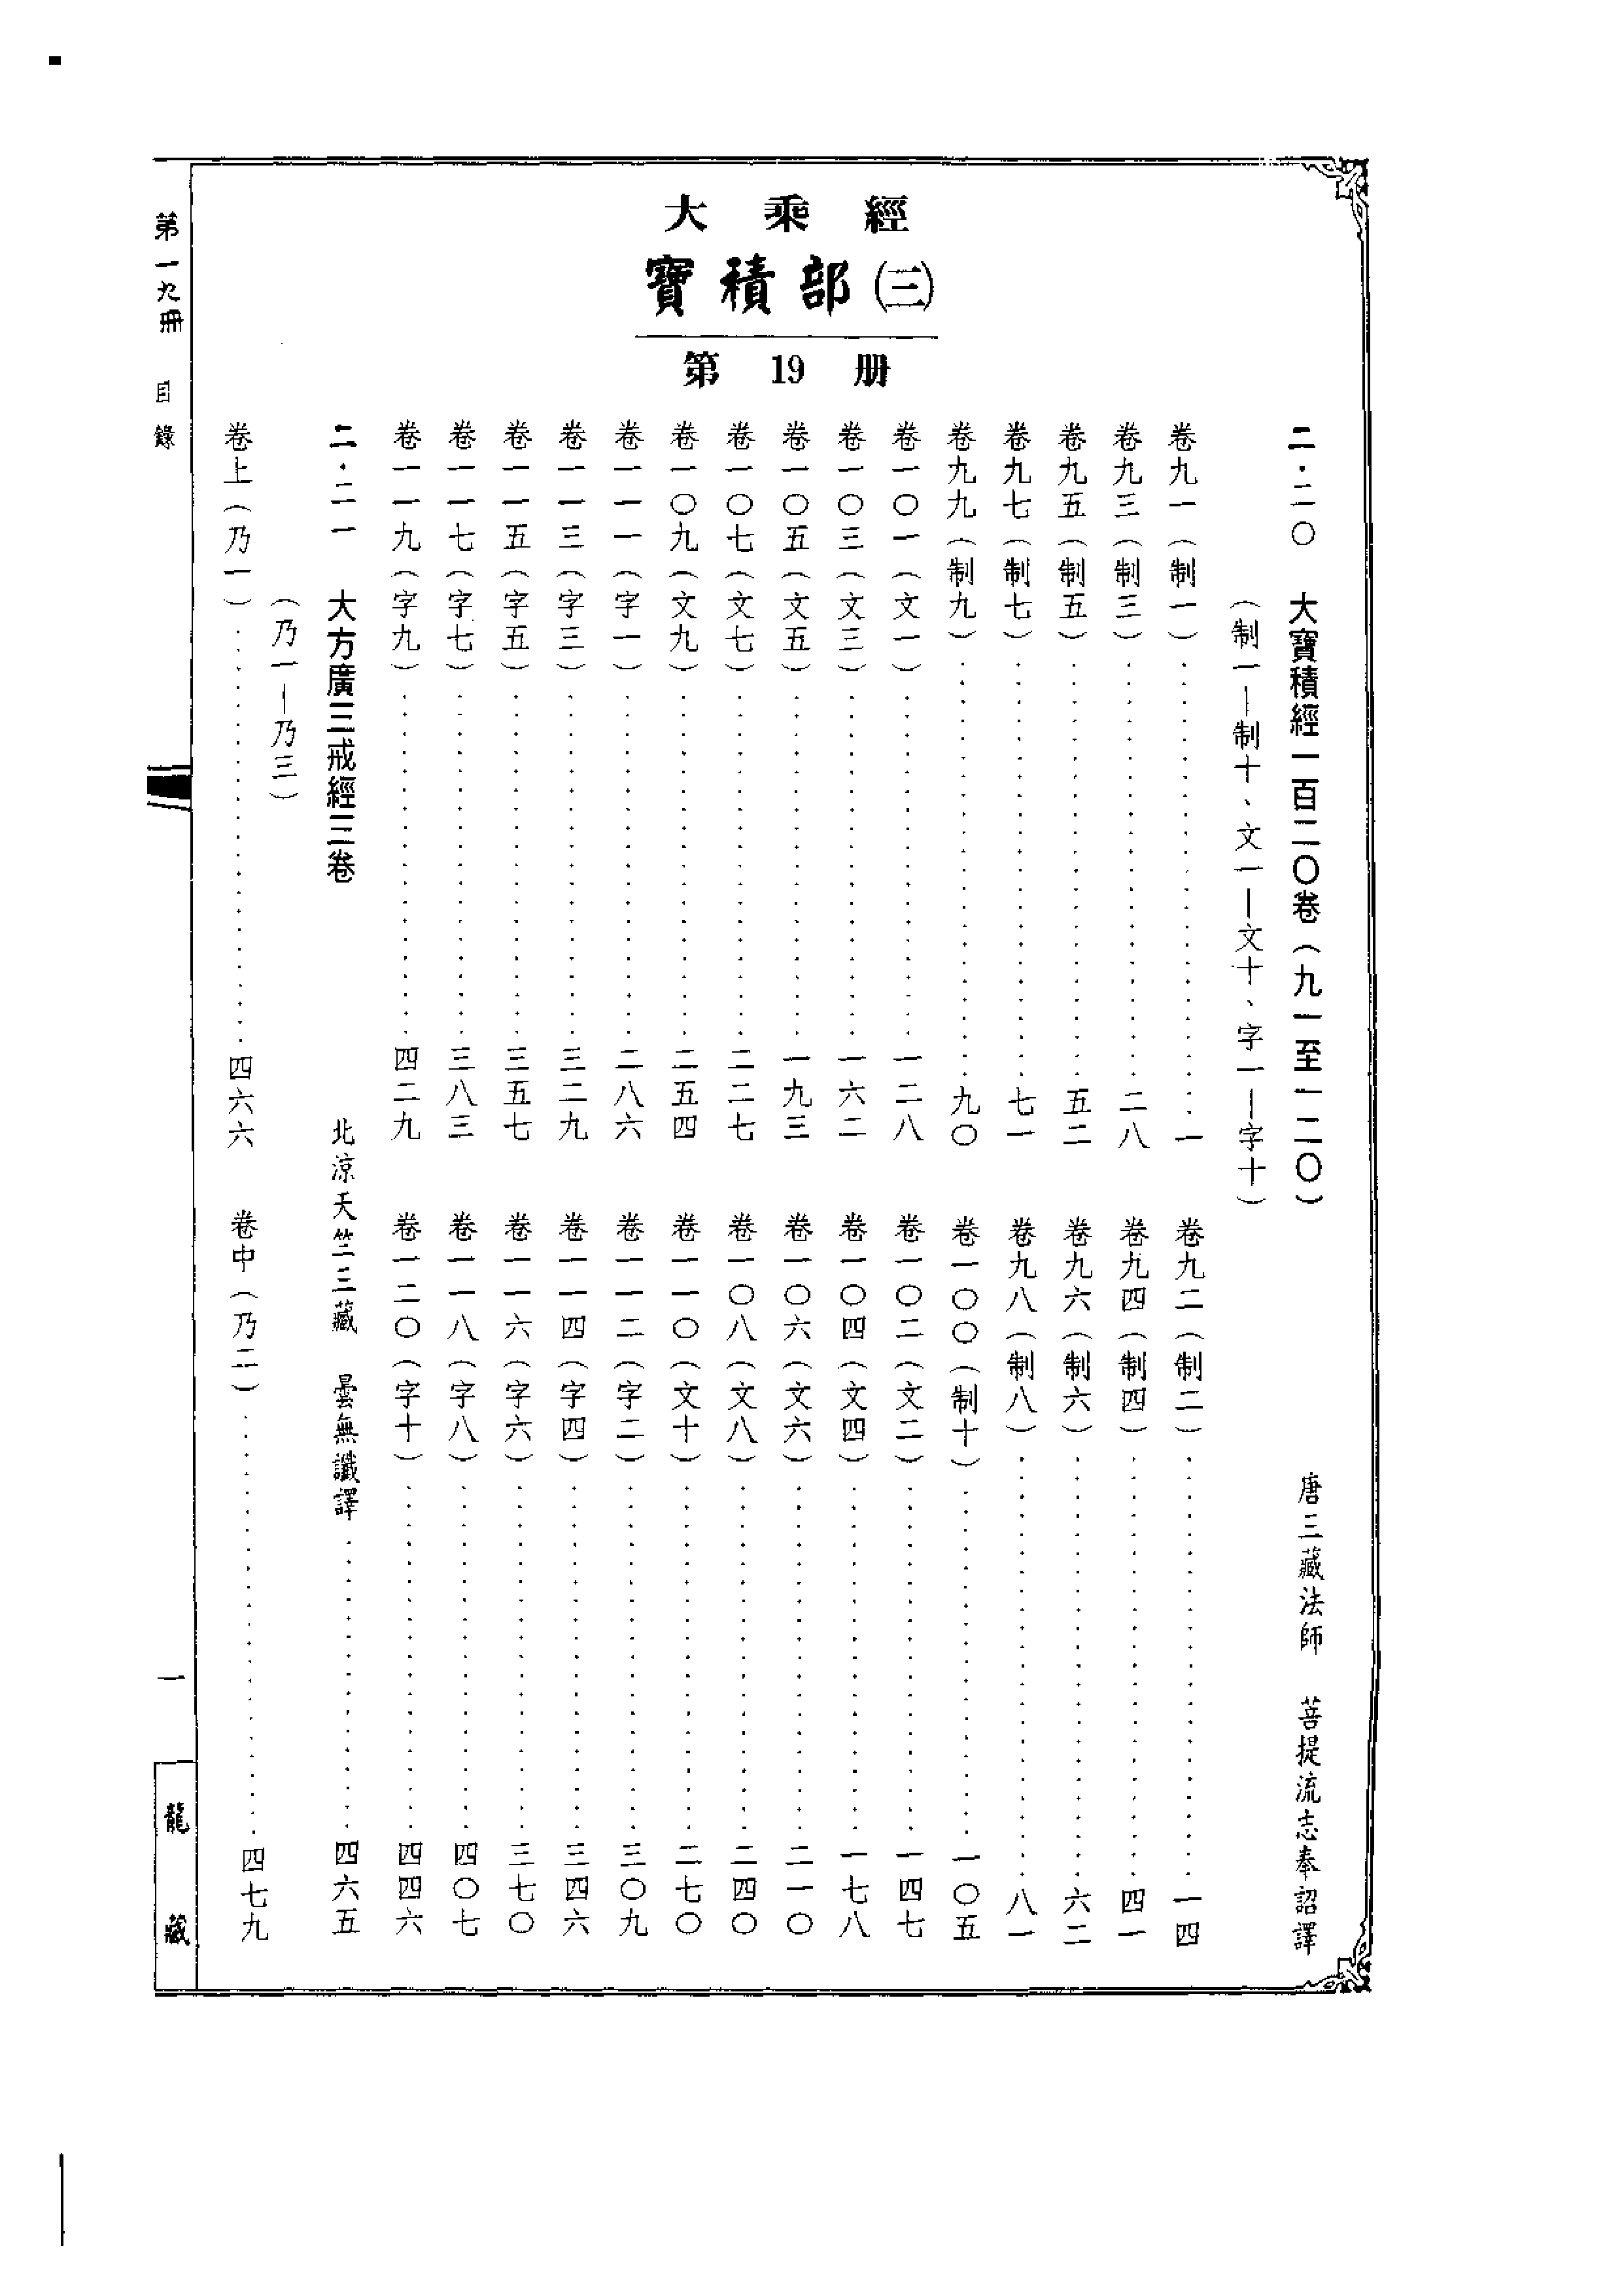 大乘經
寶積部(三)
第19册
二·二〇　大寶積經一百二〇卷(九一至一二〇)　唐三藏法師　菩提流志奉詔譯
(制一—制十、文一—文十、字一—字十)
卷九一(制一)……一　卷九二(制二)……一四
卷九三(制三)……二八　卷九四(制四)……四一
卷九五(制五)……五二　卷九六(制六)……六二
卷九七(制七)……七一　卷九八(制八)……八一
卷九九(制九)……九〇　卷一〇〇(制十)……一〇五
卷一〇一(文一)……一二八　卷一〇二(文二)……一四七
卷一〇三(文三)……一六二　卷一〇四(文四)……一七八
卷一〇五(文五)……一九三　卷一〇六(文六)……二一〇
卷一〇七(文七)……二二七　卷一〇八(文八)……二四〇
卷一〇九(文九)……二五四　卷一一〇(文十)……二七〇
卷一一一(字一)……二八六　卷一一二(字二)……三〇九
卷一一三(字三)……三二九　卷一一四(字四)……三四六
卷一一五(字五)……三五七　卷一一六(字六)……三七〇
卷一一七(字七)……三八三　卷一一八(字八)……四〇七
卷一一九(字九)……四二九　卷一二〇(字十)……四四六
二·二一　大方廣三戒經三卷　北涼天竺三藏　曇無讖譯……四六五
(乃一—乃三)
卷上(乃一)……四六六　卷中(乃二)……四七九
第一九冊　目錄
一
龍藏